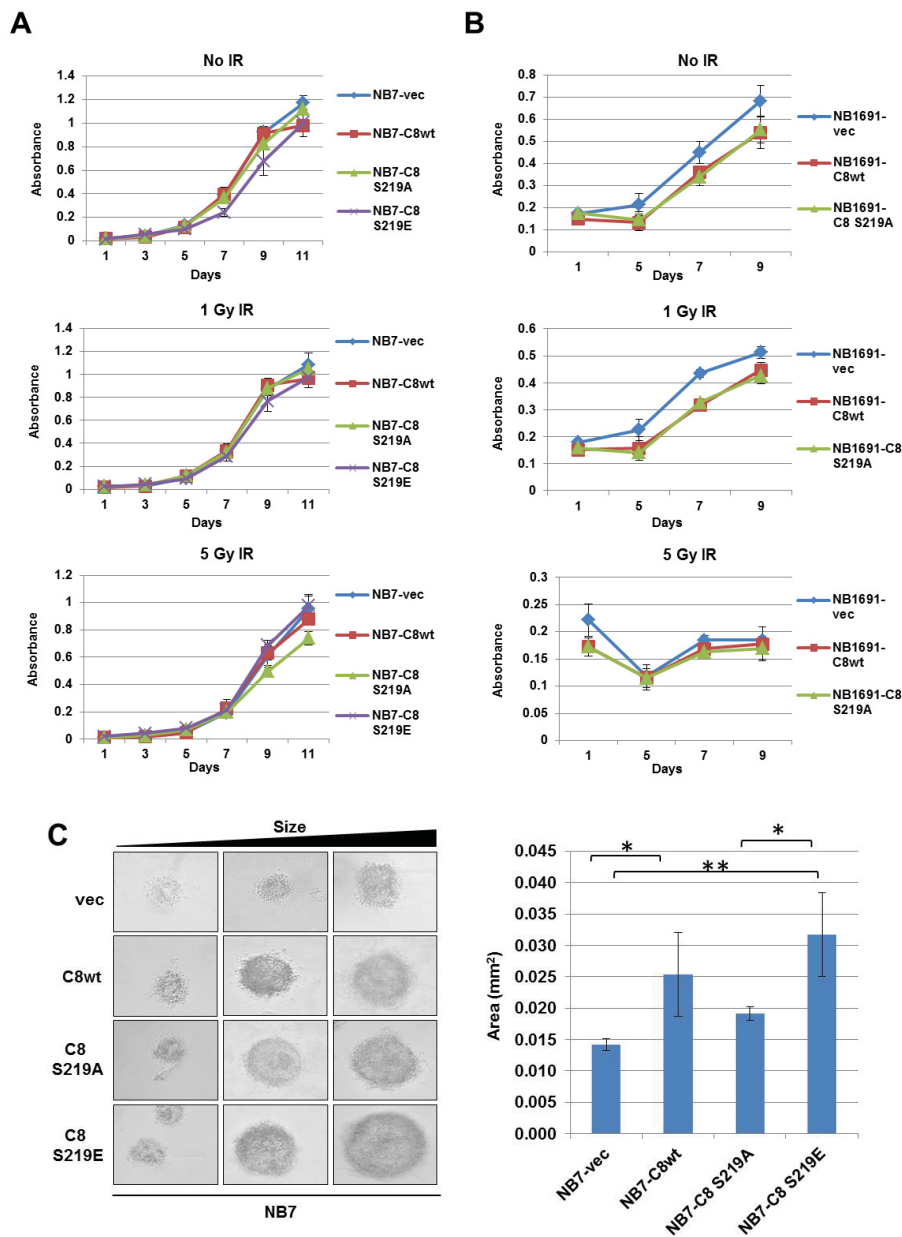 A
No IR
1.4
1.2
1
0.8
0.6
0.4
0.2
0
Absorbance
1 3 5 7 9 11
Days
NB7-vec
NB7-C8wt
NB7-C8
S219A
NB7-C8
S219E
1 Gy IR
1.4
1.2
1
0.8
0.6
0.4
0.2
0
Absorbance
1 3 5 7 9 11
Days
NB7-vec
NB7-C8wt
NB7-C8
S219A
NB7-C8
S219E
5 Gy IR
1.2
1
0.8
0.6
0.4
0.2
0
Absorbance
1 3 5 7 9 11
Days
NB7-vec
NB7-C8wt
NB7-C8
S219A
NB7-C8
S219E
B
No IR
0.8
0.7
0.6
0.5
0.4
0.3
0.2
0.1
0
Absorbance
1 5 7 9
Days
NB1691-
vec
NB1691-
C8wt
NB1691-
C8 S219A
1 Gy IR
0.6
0.5
0.4
0.3
0.2
0.1
0
Absorbance
1 5 7 9
Days
NB1691-
vec
NB1691-
C8wt
NB1691-C8
S219A
5 Gy IR
0.3
0.25
0.2
0.15
0.1
0.05
0
Absorbance
1 5 7 9
Days
NB1691-
vec
NB1691-
C8wt
NB1691-C8
S219A
C
Size
vec
C8wt
C8
S219A
C8
S219E
NB7
0.045
0.040
0.035
0.030
0.025
0.020
0.015
0.010
0.005
0.000
Area (mm²)
*
*
**
NB7-vec
NB7-C8wt
NB7-C8 S219A
NB7-C8 S219E